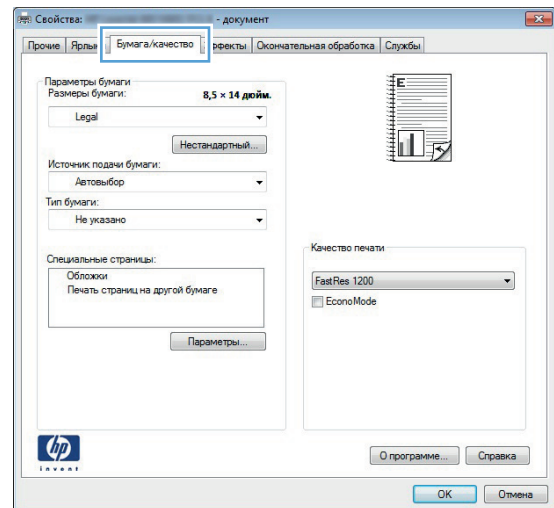 Свойства: - документ
Прочие Ярлы Бумага/качество ффекты Окончательная обработка Службы
Параметры бумаги
Размеры бумаги: 8,5 × 14 дюйм.
Legal
Нестандартный...
Источник подачи бумаги:
Автовыбор
Тип бумаги:
Не указано
Специальные страницы:
Обложки
Печать страниц на другой бумаге
Параметры...
E
Качество печати
FastRes 1200
EconoMode
hp
invent
О программе... Справка
OK Отмена